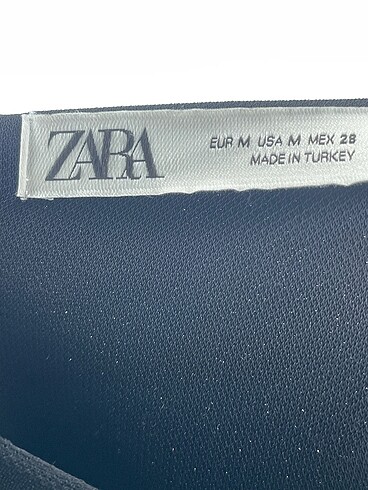 ZARA
EUR M USA M MEX 28
MADE IN TURKEY